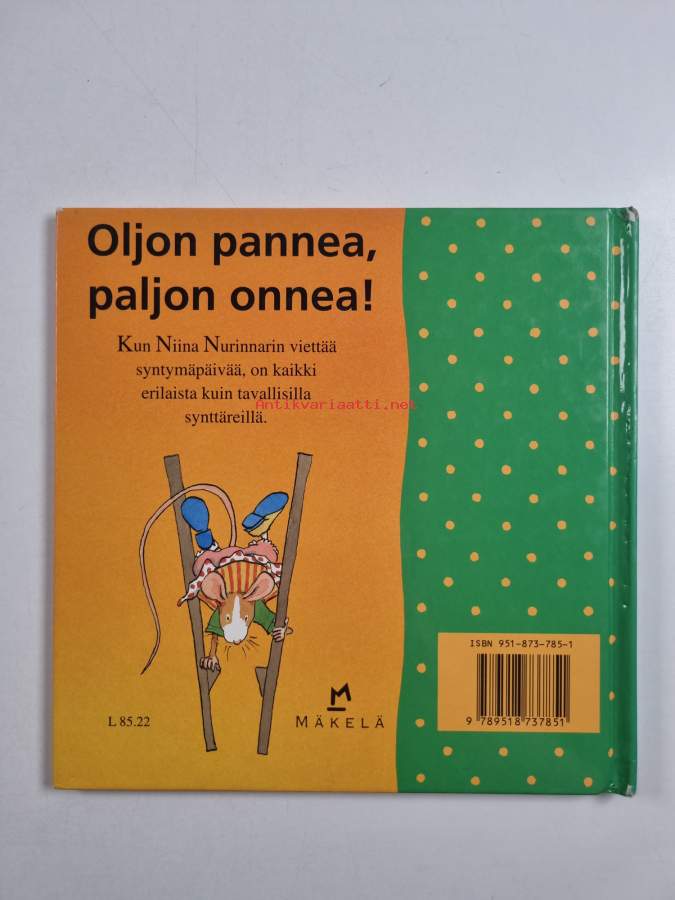 Oljon pannea,
paljon onnea!
Kun Niina Nurinnarin viettää
syntymäpäivää, on kaikki
erilaista kuin tavallisilla
Antikvariaatti.net
synttäreillä.
ISBN 951-873-785-1
9 789518 737851
L 85.22
MÄKELÄ